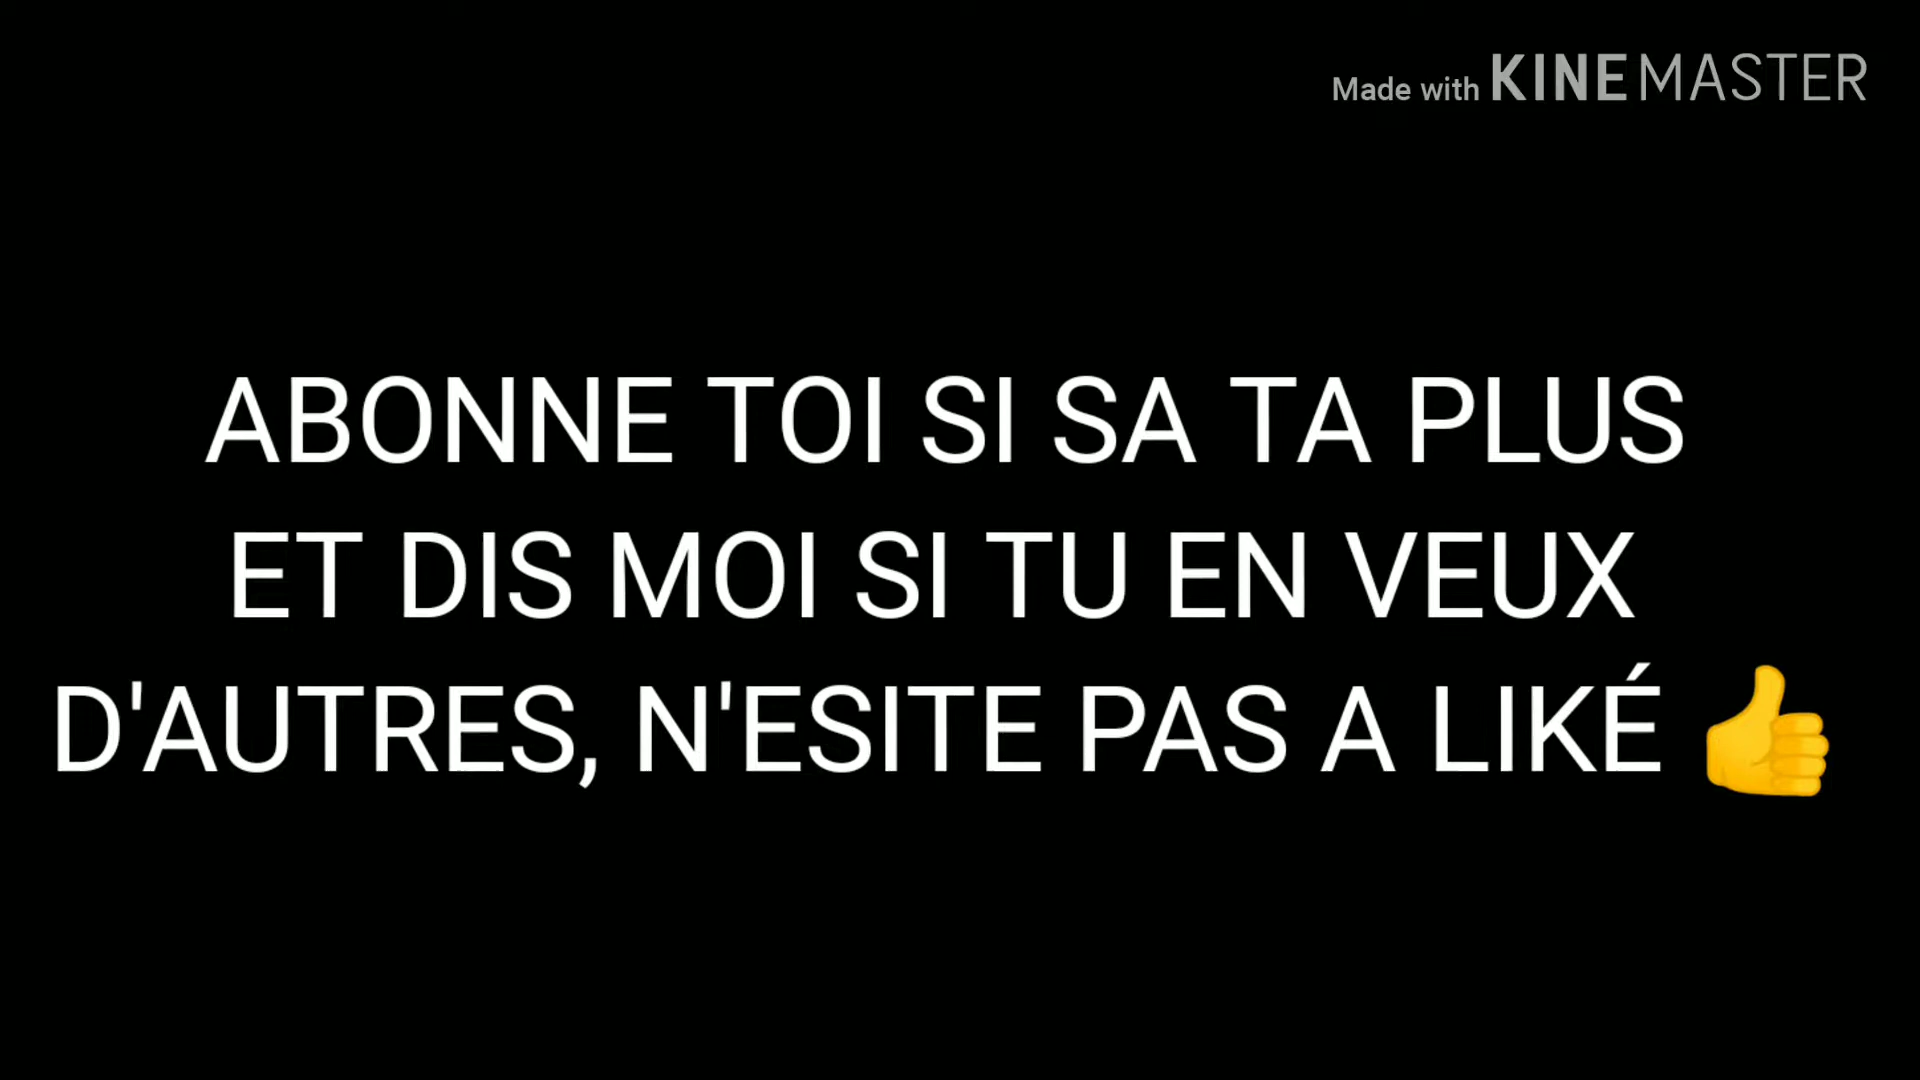 Made with KINEMASTER
ABONNE TOI SI SA TA PLUS
ET DIS MOI SI TU EN VEUX
D'AUTRES, N'ESITE PAS A LIKÉ 👍